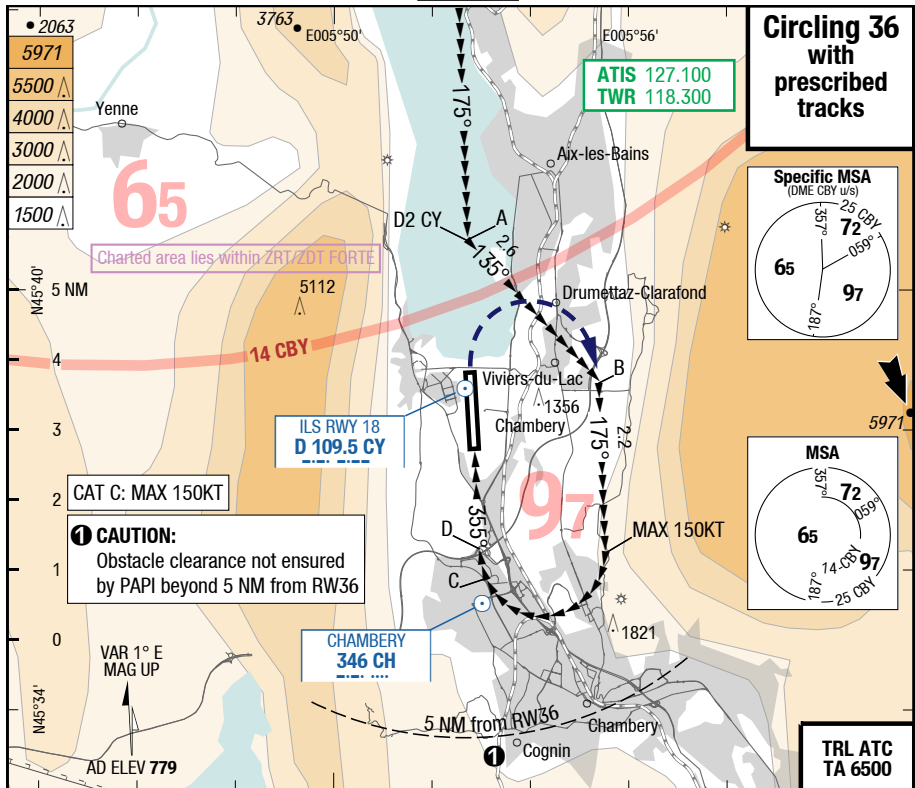 2063
3763
E005°50'
E005°56'
Circling 36
with
prescribed
tracks
5971
5500
4000
3000
2000
1500
Yenne
65
175°
ATIS 127.100
TWR 118.300
Aix-les-Bains
Specific MSA
(DME CBY u/s)
357°
25 CBY
72
059°
65
97
187°
D2 CY
A
2.6
135°
Charted area lies within ZRT/ZDT FORTE
N45°40'
5 NM
5112
Drumettaz-Clarafond
14 CBY
4
B
Viviers-du-Lac
1356
Chambery
5971
ILS RWY 18
D 109.5 CY
3
175°
2.2
MSA
357°
72
059°
65
14 CBY
97
187°
25 CBY
CAT C: MAX 150KT
2
97
355°
1 CAUTION:
Obstacle clearance not ensured
by PAPI beyond 5 NM from RW36
D
MAX 150KT
1
C
CHAMBERY
346 CH
0
1821
VAR 1° E
MAG UP
N45°34'
5 NM from RW36
Chambery
1
Cognin
AD ELEV 779
TRL ATC
TA 6500